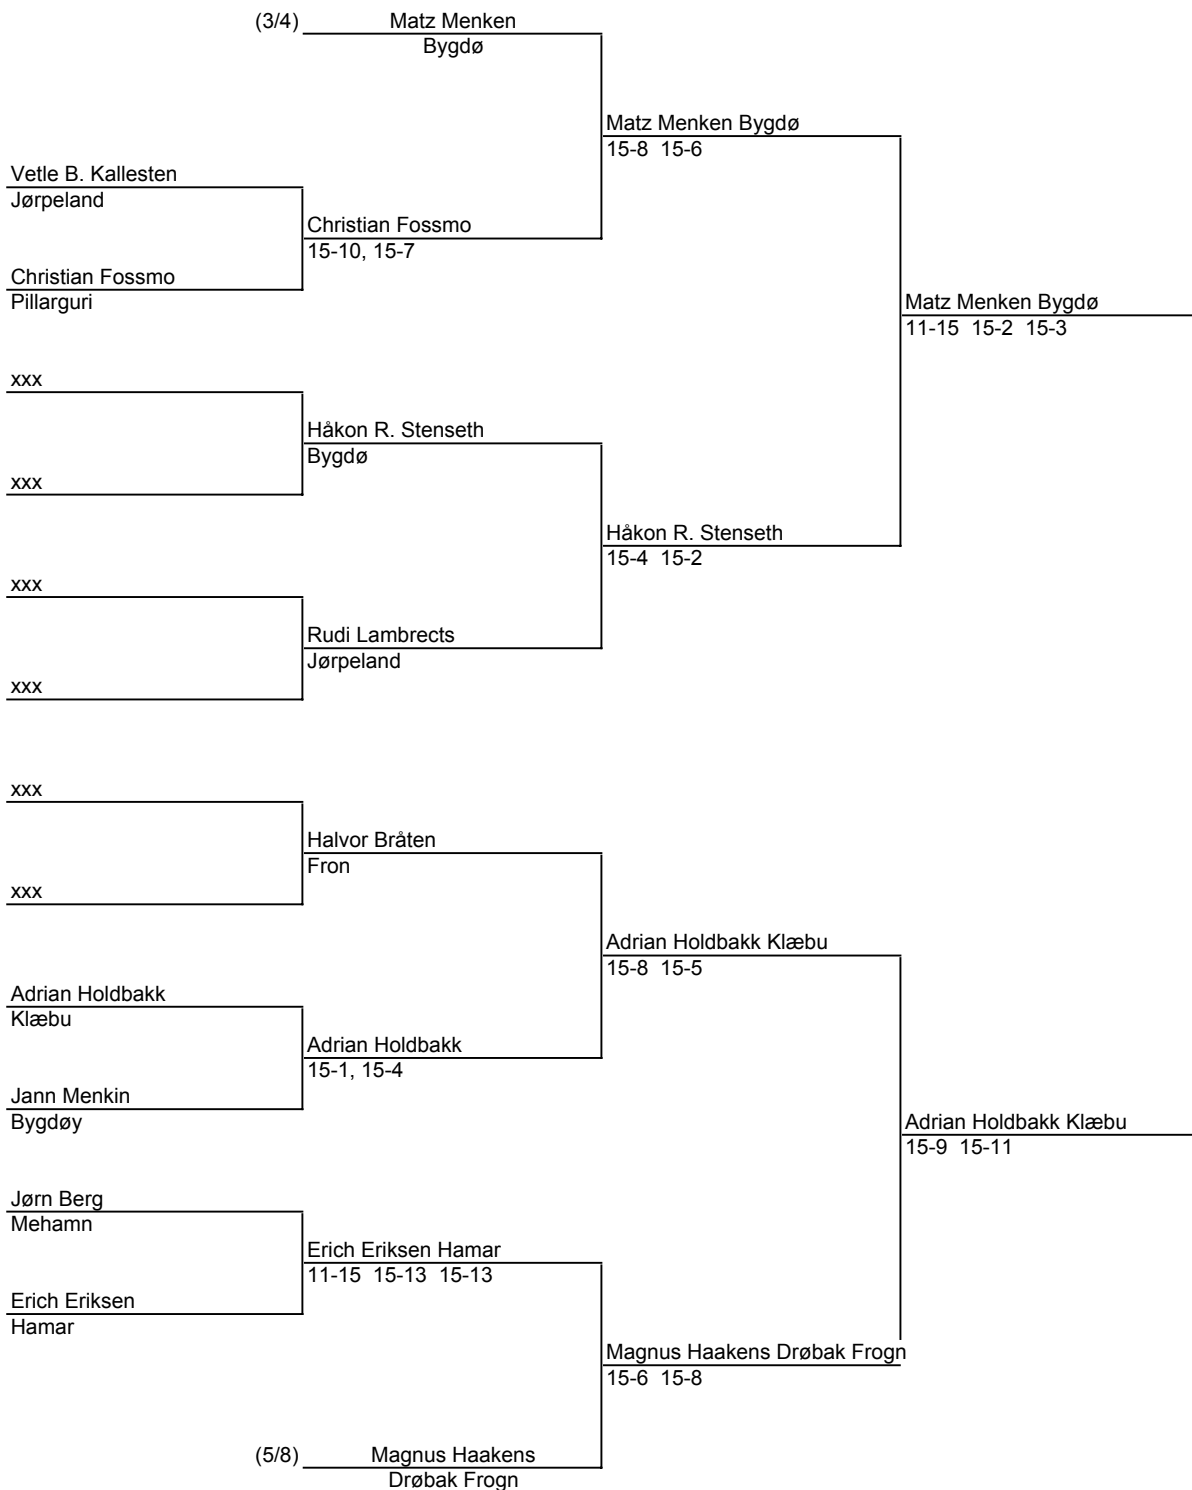 (3/4) Matz Menken
Bygdø
Matz Menken Bygdø
15-8 15-6
Vetle B. Kallesten
Jørpeland
Christian Fossmo
15-10, 15-7
Christian Fossmo
Pillarguri
Matz Menken Bygdø
11-15 15-2 15-3
xxx
Håkon R. Stenseth
Bygdø
xxx
Håkon R. Stenseth
15-4 15-2
xxx
Rudi Lambrects
Jørpeland
xxx
xxx
Halvor Bråten
Fron
xxx
Adrian Holdbakk Klæbu
15-8 15-5
Adrian Holdbakk
Klæbu
Adrian Holdbakk
15-1, 15-4
Jann Menkin
Bygdøy
Adrian Holdbakk Klæbu
15-9 15-11
Jørn Berg
Mehamn
Erich Eriksen Hamar
11-15 15-13 15-13
Erich Eriksen
Hamar
Magnus Haakens Drøbak Frogn
15-6 15-8
(5/8) Magnus Haakens
Drøbak Frogn